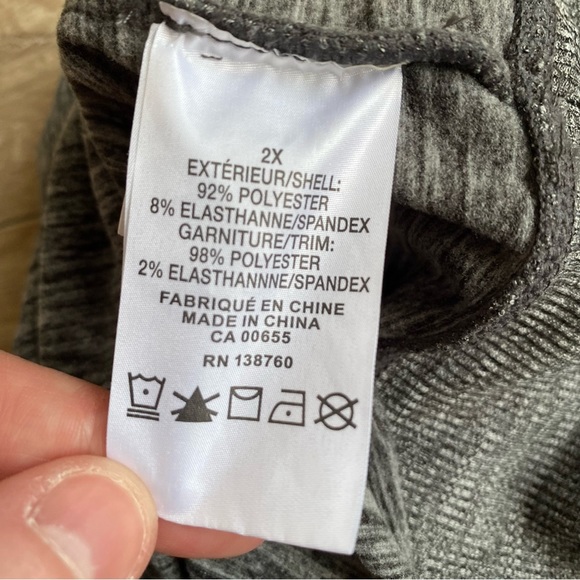 2X
EXTÉRIEUR/SHELL:
92% POLYESTER
8% ELASTHANNE/SPANDEX
GARNITURE/TRIM:
98% POLYESTER
2% ELASTHANNNE/SPANDEX
FABRIQUÉ EN CHINE
MADE IN CHINA
CA 00655
RN 138760